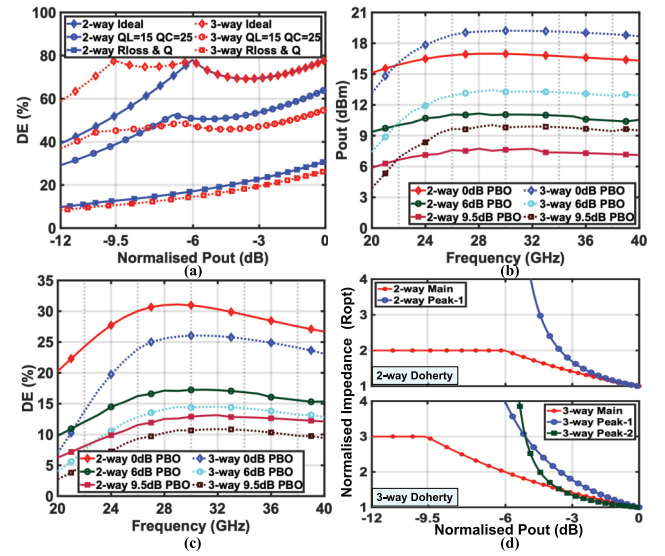 2-way Ideal
3-way Ideal
2-way QL=15 QC=25
3-way QL=15 QC=25
2-way Rloss & Q
3-way Rloss & Q
80
60
40
20
0
DE (%)
-12
-9.5
-6
-3
0
Normalised Pout (dB)
(a)
21
18
15
12
9
6
3
0
Pout (dBm)
2-way 0dB PBO
3-way 0dB PBO
2-way 6dB PBO
3-way 6dB PBO
2-way 9.5dB PBO
3-way 9.5dB PBO
20
24
28
32
36
40
Frequency (GHz)
(b)
35
30
25
20
15
10
5
0
DE (%)
2-way 0dB PBO
3-way 0dB PBO
2-way 6dB PBO
3-way 6dB PBO
2-way 9.5dB PBO
3-way 9.5dB PBO
20
24
28
32
36
40
Frequency (GHz)
(c)
Normalised Impedance (Ropt)
4
3
2
1
2-way Main
2-way Peak-1
2-way Doherty
4
3
2
1
3-way Main
3-way Peak-1
3-way Peak-2
3-way Doherty
-12
-9.5
-6
-3
0
Normalised Pout (dB)
(d)